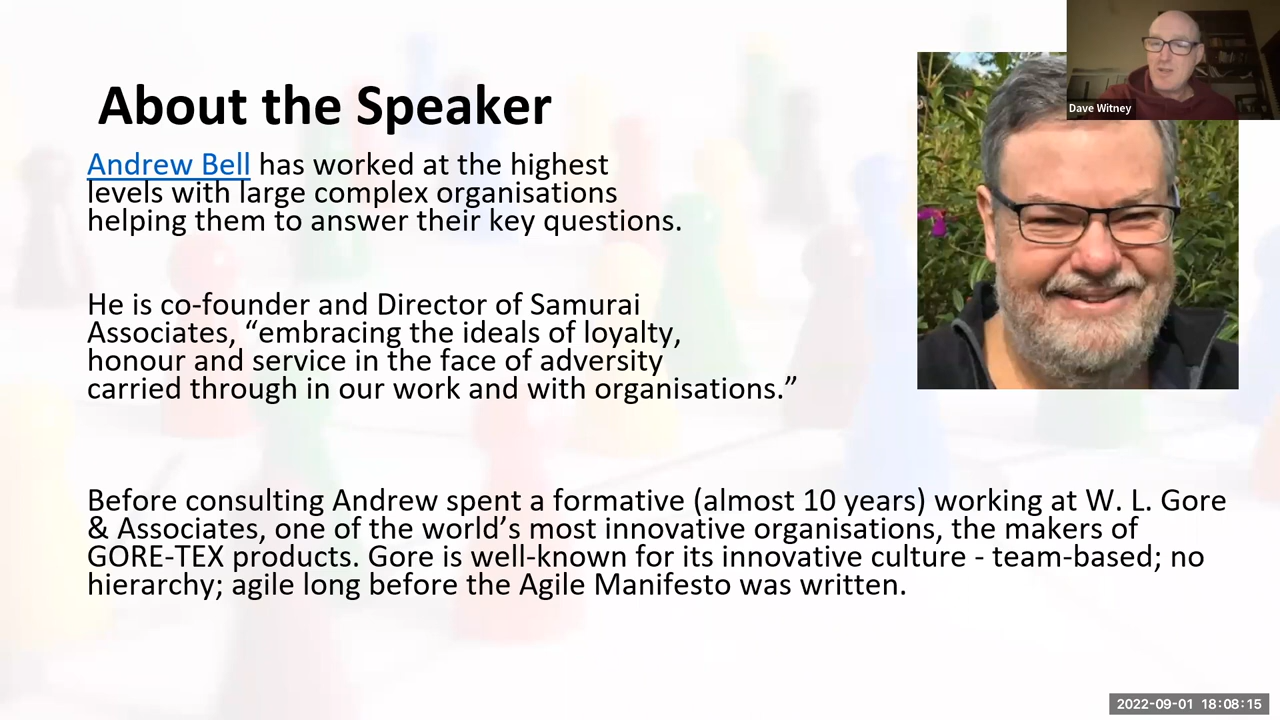 About the Speaker
Andrew Bell has worked at the highest
levels with large complex organisations
helping them to answer their key questions.
He is co-founder and Director of Samurai
Associates, “embracing the ideals of loyalty,
honour and service in the face of adversity
carried through in our work and with organisations.”
Before consulting Andrew spent a formative (almost 10 years) working at W. L. Gore
& Associates, one of the world’s most innovative organisations, the makers of
GORE-TEX products. Gore is well-known for its innovative culture - team-based; no
hierarchy; agile long before the Agile Manifesto was written.
Dave Witney
2022-09-01 18:08:15